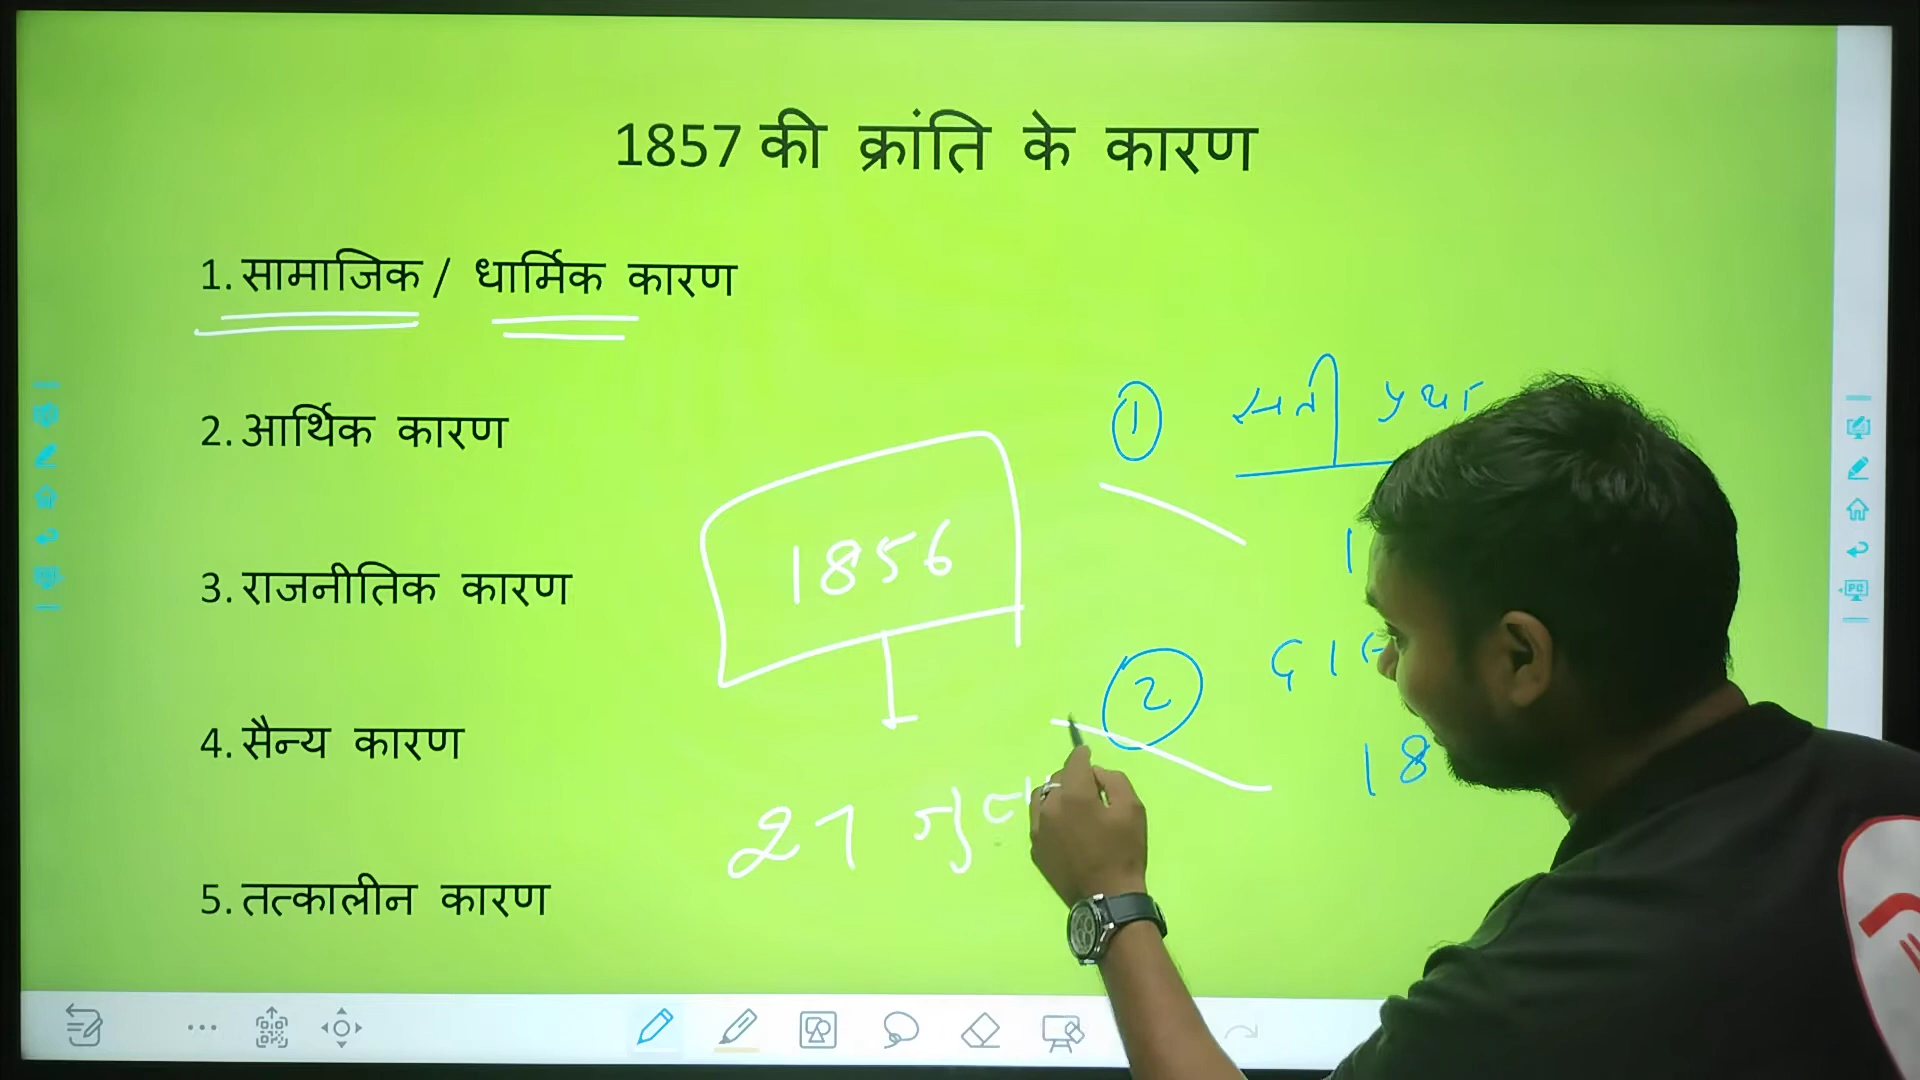 1857 की क्रांति के कारण
1. सामाजिक / धार्मिक कारण
2. आर्थिक कारण
3. राजनीतिक कारण
4. सैन्य कारण
5. तत्कालीन कारण
1856
① सती प्रथा
②
18